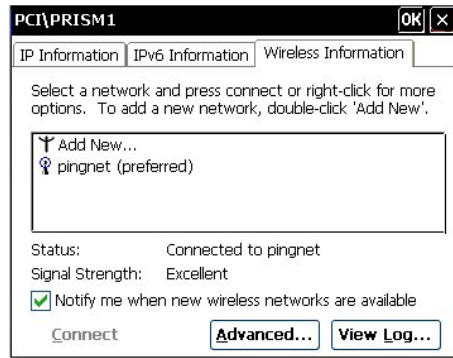 PCI\PRISM1 OK
IP Information IPv6 Information Wireless Information
Select a network and press connect or right-click for more
options. To add a new network, double-click 'Add New'.
Add New...
pingnet (preferred)
Status: Connected to pingnet
Signal Strength: Excellent
Notify me when new wireless networks are available
Connect Advanced... View Log...